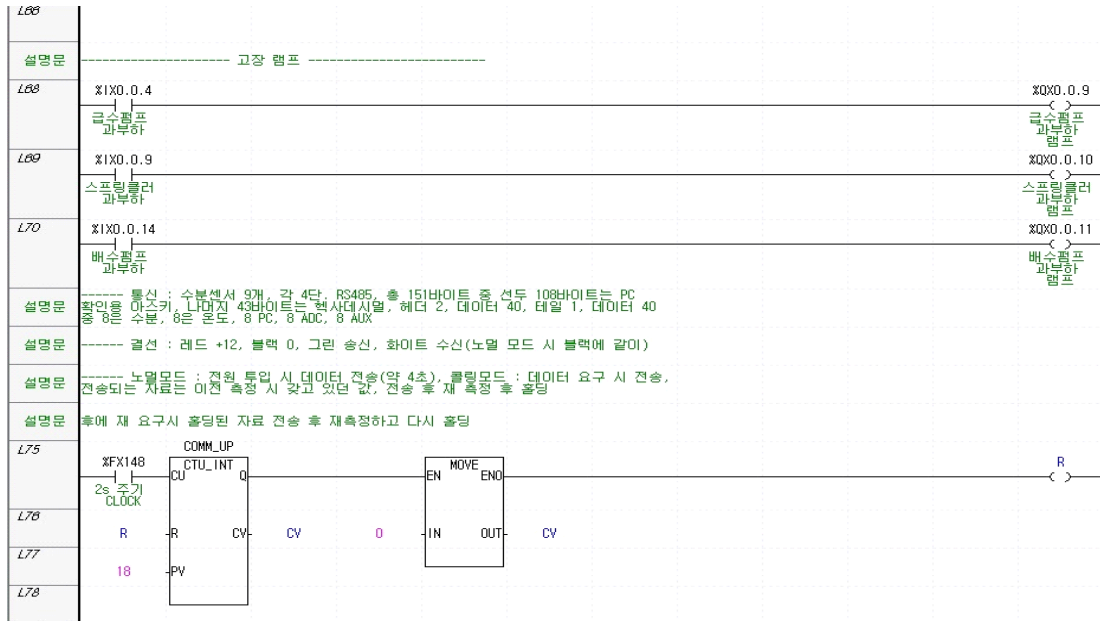 L66
설명문 --------------------- 고장 램프 -------------------------
L68 %IX0.0.4 %QX0.0.9
급수펌프 과부하 급수펌프 과부하 램프
L69 %IX0.0.9 %QX0.0.10
스프링클러 과부하 스프링클러 과부하 램프
L70 %IX0.0.14 %QX0.0.11
배수펌프 과부하 배수펌프 과부하 램프
설명문 ------ 통신 : 수분센서 9개, 각 4단, RS485, 총 151바이트 중 선두 108바이트는 PC
확인용 아스키, 나머지 43바이트는 헥사데시멀, 헤더 2, 데이터 40, 테일 1, 데이터 40
중 8은 수분, 8은 온도, 8 PC, 8 ADC, 8 AUX
설명문 ------ 결선 : 레드 +12, 블랙 0, 그린 송신, 화이트 수신(노멀 모드 시 블랙에 같이)
설명문 ------ 노멀모드 : 전원 투입 시 데이터 전송(약 4초), 콜링모드 : 데이터 요구 시 전송,
전송되는 자료는 이전 측정 시 갖고 있던 값, 전송 후 재 측정 후 홀딩
설명문 후에 재 요구시 홀딩된 자료 전송 후 재측정하고 다시 홀딩
L75 COMM_UP
%FX148 CTU_INT MOVE R
CU Q EN ENO
2s 주기 CLOCK
L76
R R CV CV 0 IN OUT CV
L77
18 PV
L78